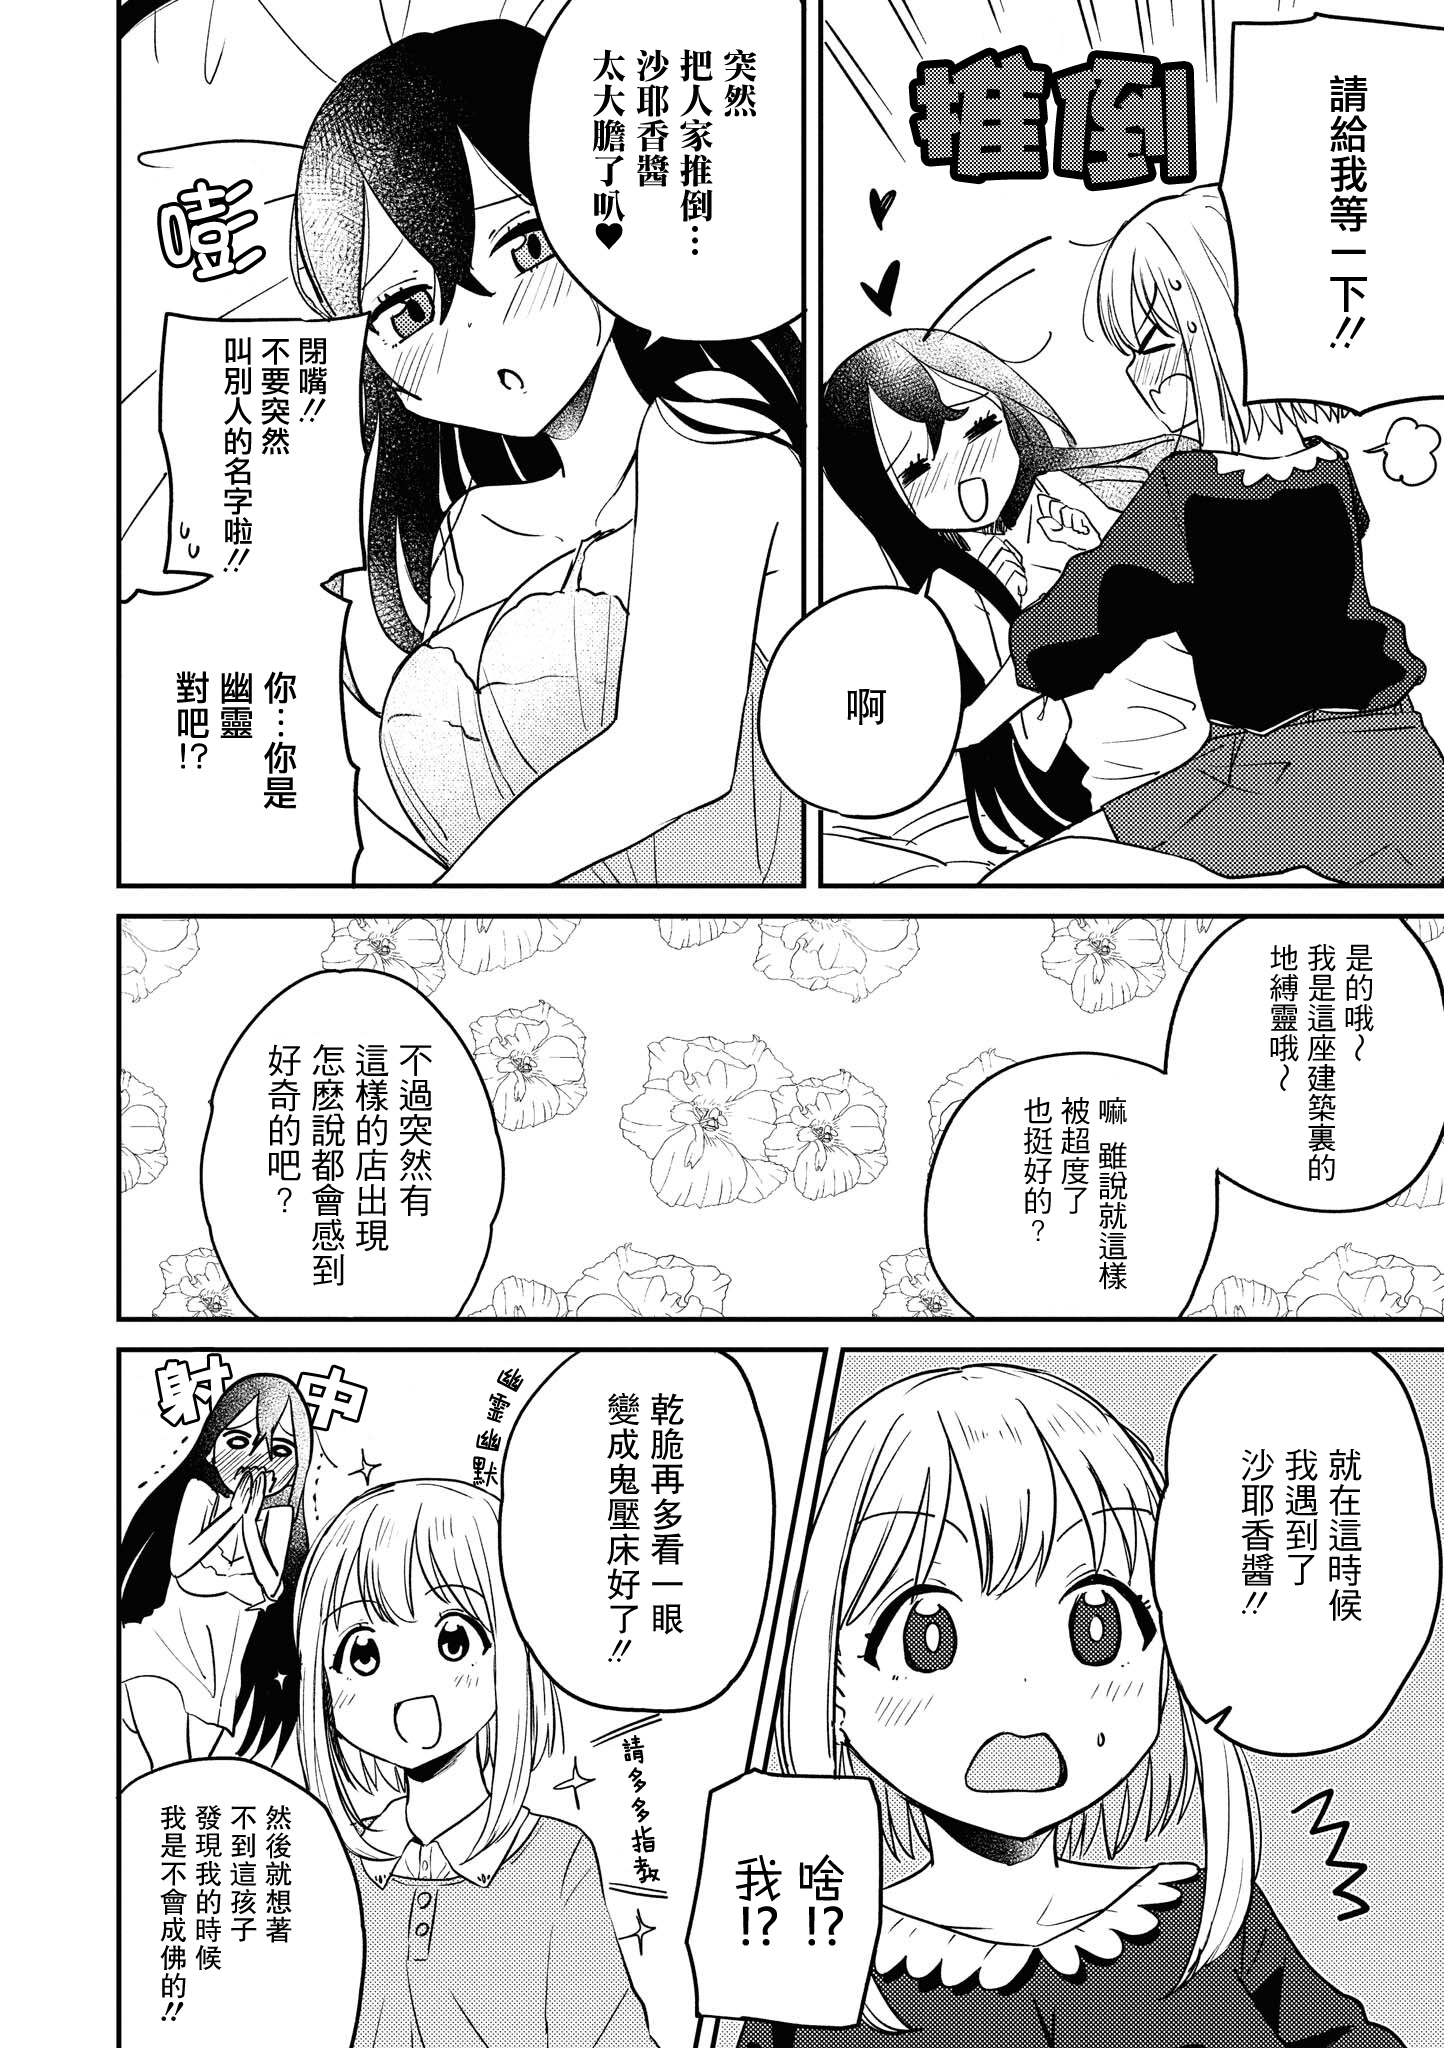 請給我等一下!!
推倒
啊
突然
把人家推倒…
沙耶香醬
太大膽了叭♥
噎
閉嘴!!
不要突然
叫別人的名字啦!!
你…你是
幽靈
對吧!?
是的哦~
我是這座建築裏的
地縛靈哦~
嘛 雖說就這樣
被超度了
也挺好的?
不過突然有
這樣的店出現
怎麽說都會感到
好奇的吧?
就在這時候
我遇到了
沙耶香醬!!
啥!?
我!?
乾脆再多看一眼
變成鬼壓床好了!!
幽靈幽默
請多多指教
射中
然後就想著
不到這孩子
發現我的時候
我是不會成佛的!!